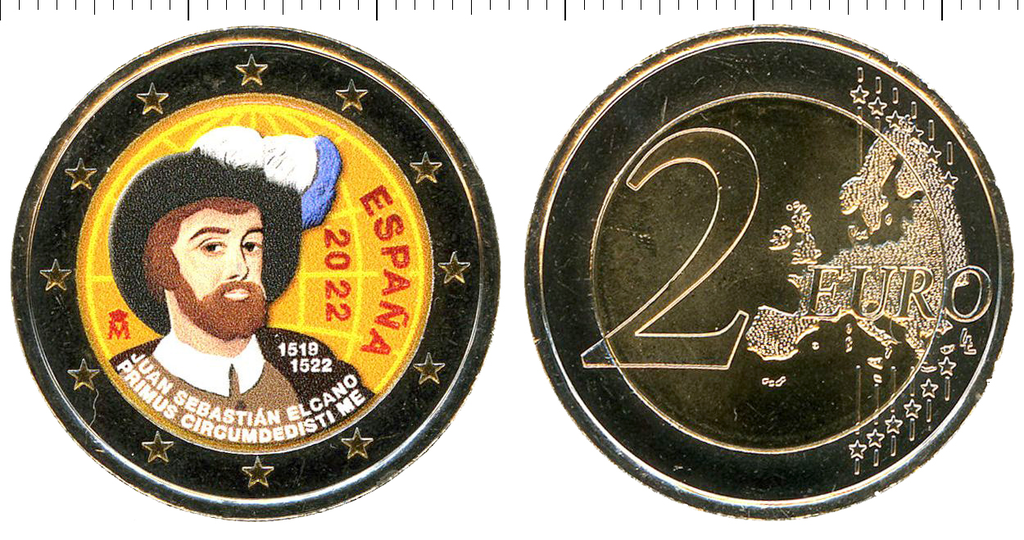 ESPAÑA
2022
M
1519
1522
JUAN SEBASTIÁN ELCANO
PRIMUS CIRCUMDEDISTI ME
2 EURO